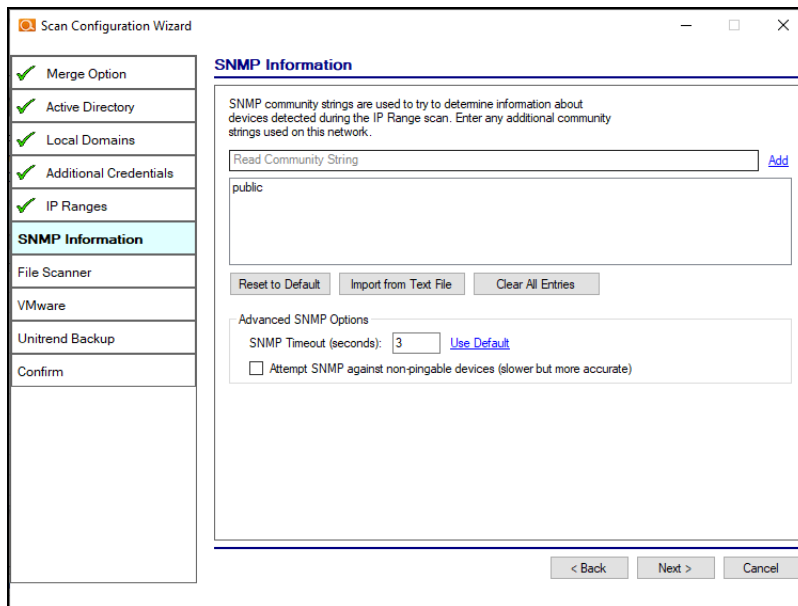 Scan Configuration Wizard
Merge Option
Active Directory
Local Domains
Additional Credentials
IP Ranges
SNMP Information
File Scanner
VMware
Unitrend Backup
Confirm
SNMP Information
SNMP community strings are used to try to determine information about
devices detected during the IP Range scan. Enter any additional community
strings used on this network.
Read Community String
Add
public
Reset to Default
Import from Text File
Clear All Entries
Advanced SNMP Options
SNMP Timeout (seconds): 3 Use Default
Attempt SNMP against non-pingable devices (slower but more accurate)
< Back
Next >
Cancel